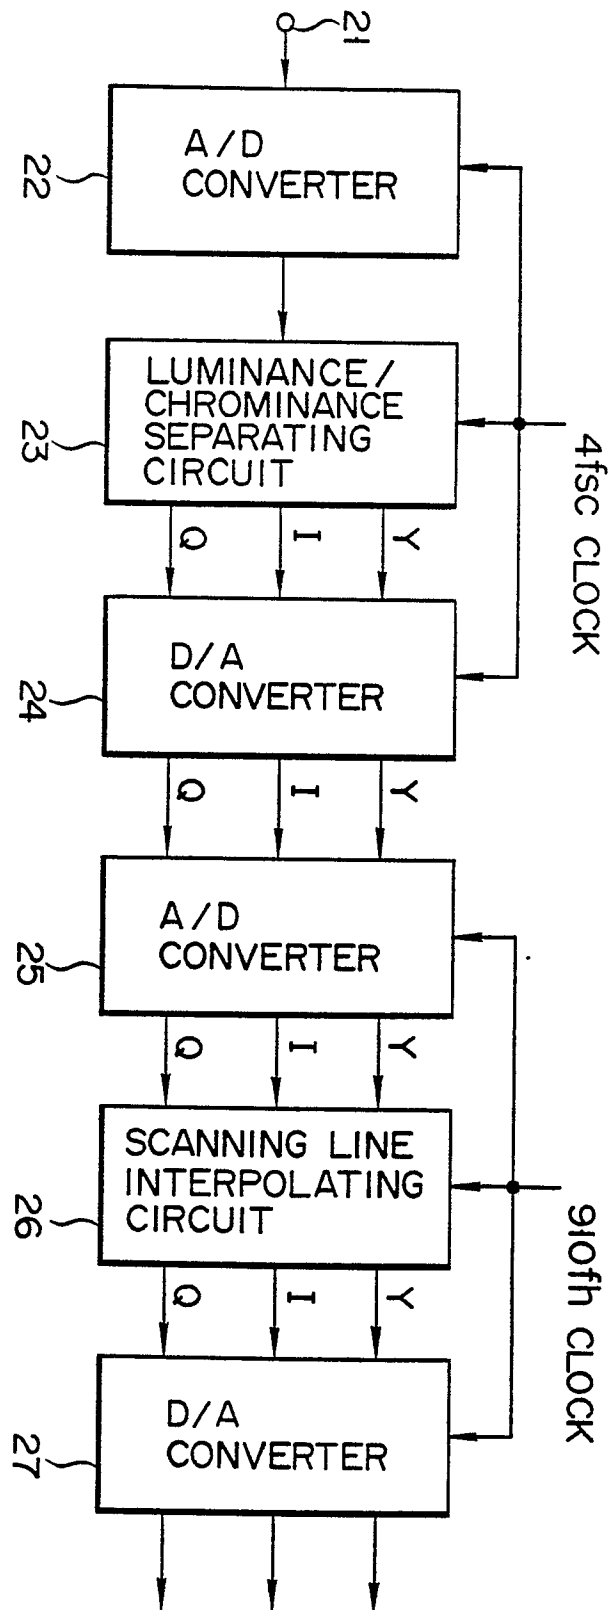 21
A/D
CONVERTER
22
LUMINANCE/
CHROMINANCE
SEPARATING
CIRCUIT
23
4fsc CLOCK
Q I Y
D/A
CONVERTER
24
Q I Y
A/D
CONVERTER
25
Q I Y
SCANNING LINE
INTERPOLATING
CIRCUIT
26
910fh CLOCK
Q I Y
D/A
CONVERTER
27